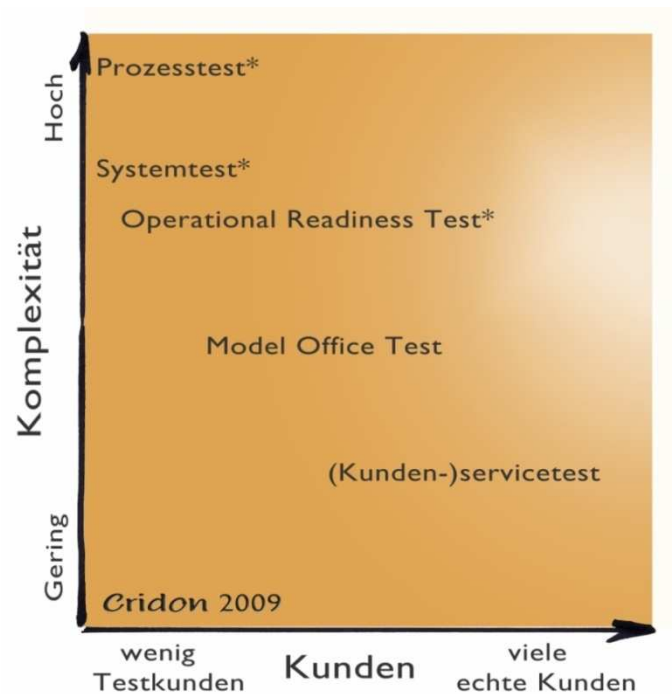 Hoch
Komplexität
Gering
Prozesstest*
Systemtest*
Operational Readiness Test*
Model Office Test
(Kunden-)servicetest
Cridon 2009
wenig
Testkunden
Kunden
viele
echte Kunden